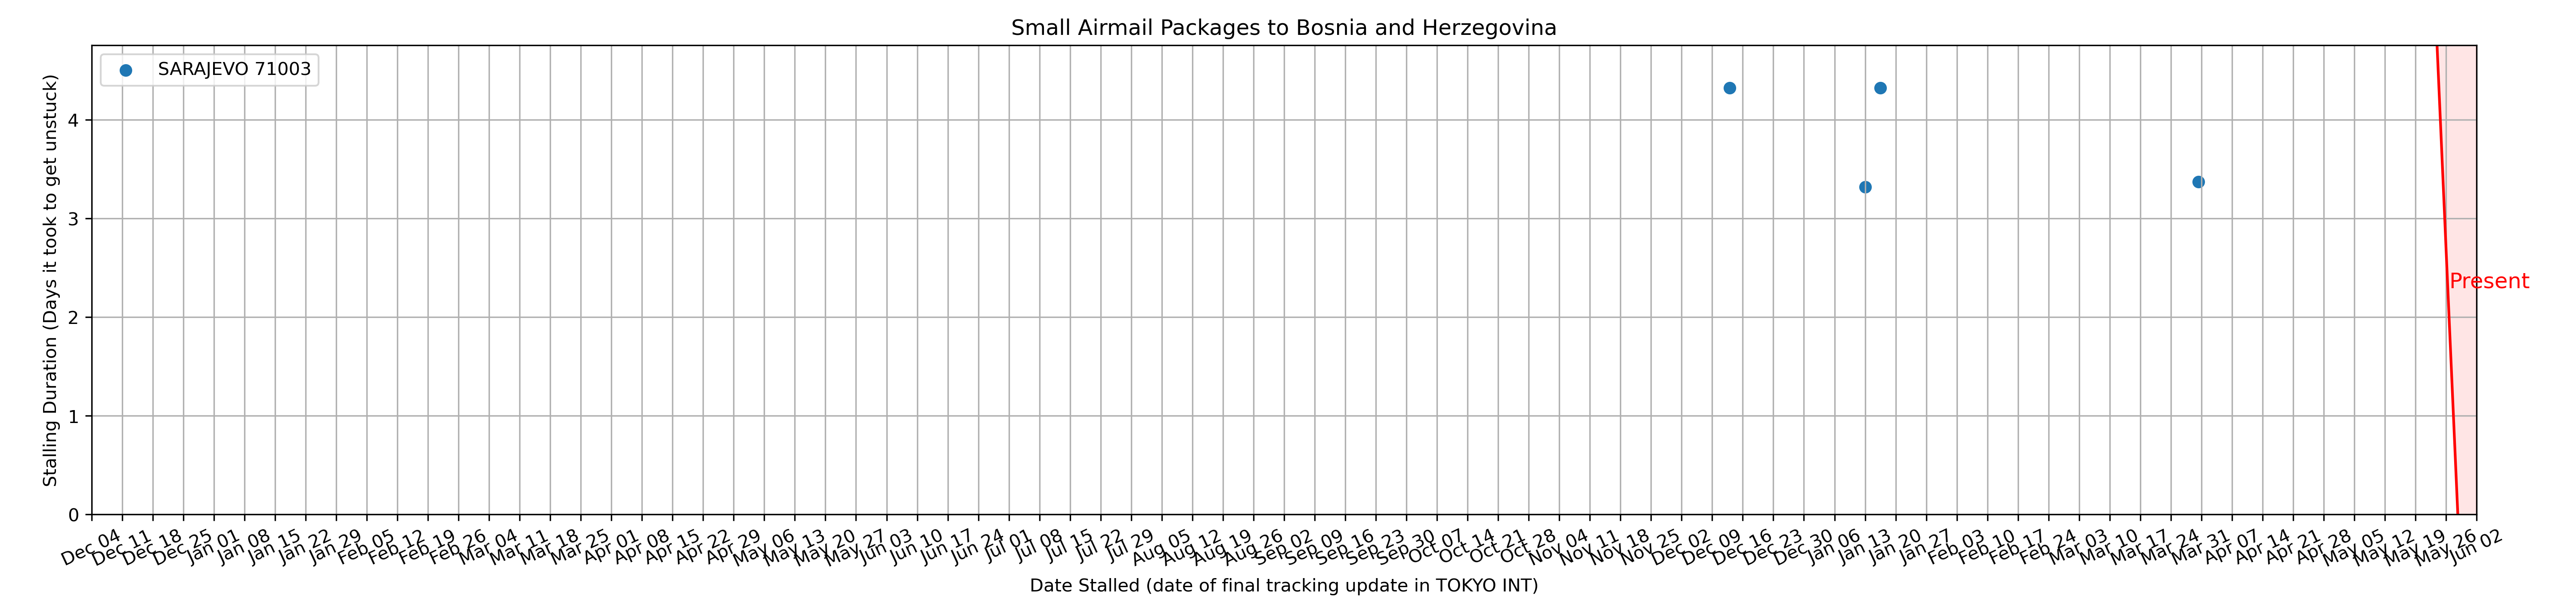 Small Airmail Packages to Bosnia and Herzegovina
SARAJEVO 71003
Stalling Duration (Days it took to get unstuck)
4
3
2
1
0
Present
Dec 04
Dec 11
Dec 18
Dec 25
Jan 01
Jan 08
Jan 15
Jan 22
Jan 29
Feb 05
Feb 12
Feb 19
Feb 26
Mar 04
Mar 11
Mar 18
Mar 25
Apr 01
Apr 08
Apr 15
Apr 22
Apr 29
May 06
May 13
May 20
May 27
Jun 03
Jun 10
Jun 17
Jun 24
Jul 01
Jul 08
Jul 15
Jul 22
Jul 29
Aug 05
Aug 12
Aug 19
Aug 26
Sep 02
Sep 09
Sep 16
Sep 23
Sep 30
Oct 07
Oct 14
Oct 21
Oct 28
Nov 04
Nov 11
Nov 18
Nov 25
Dec 02
Dec 09
Dec 16
Dec 23
Dec 30
Jan 06
Jan 13
Jan 20
Jan 27
Feb 03
Feb 10
Feb 17
Feb 24
Mar 03
Mar 10
Mar 17
Mar 24
Mar 31
Apr 07
Apr 14
Apr 21
Apr 28
May 05
May 12
May 19
May 26
Jun 02
Date Stalled (date of final tracking update in TOKYO INT)